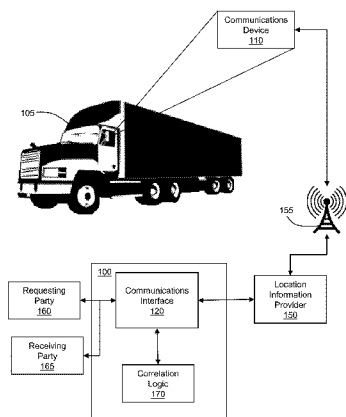 Communications
Device
110
105
155
100
Requesting
Party
160
Communications
Interface
120
Location
Information
Provider
150
Receiving
Party
165
Correlation
Logic
170